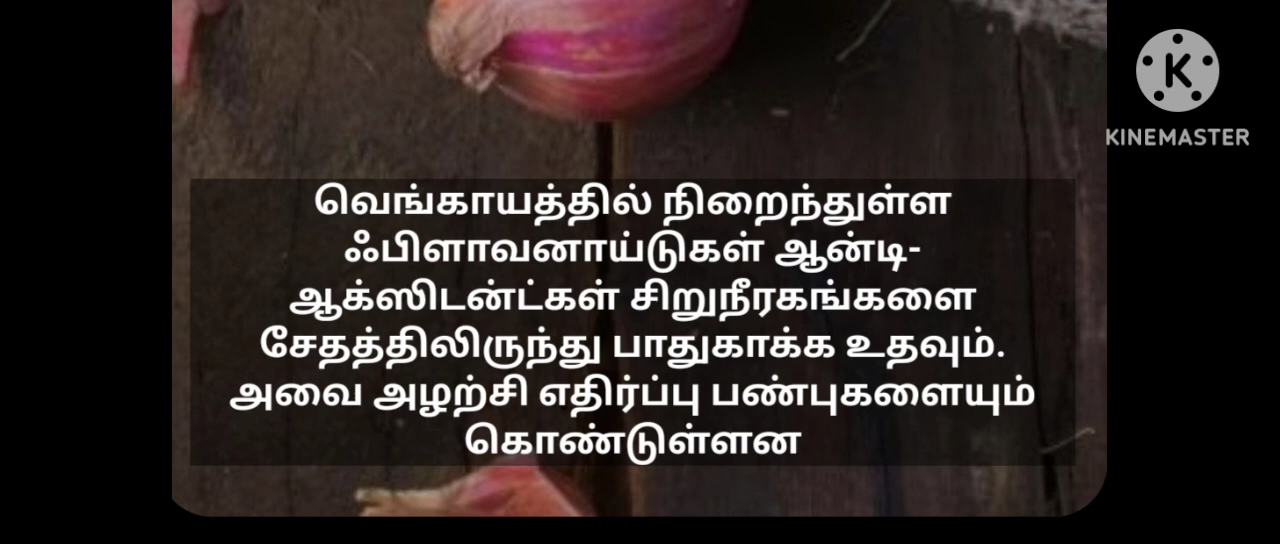 KINEMASTER
வெங்காயத்தில் நிறைந்துள்ள
ஃபிளாவனாய்டுகள் ஆன்டி-
ஆக்ஸிடன்ட்கள் சிறுநீரகங்களை
சேதத்திலிருந்து பாதுகாக்க உதவும்.
அவை அழற்சி எதிர்ப்பு பண்புகளையும்
கொண்டுள்ளன